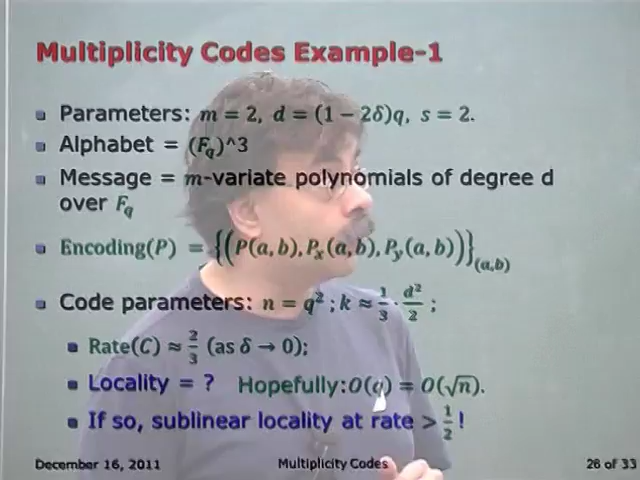 Multiplicity Codes Example-1
Parameters: m = 2, d = (1 − 2δ)q, s = 2.
Alphabet = (F_q)^3
Message = m-variate polynomials of degree d
over F_q
Encoding(P) = {(P(a, b), P_x(a, b), P_y(a, b))}_(a,b)
Code parameters: n = q² ; k ≈ 1/3 · d²/2 ;
Rate(C) ≈ 2/3 (as δ → 0);
Locality = ? Hopefully: O(q) = O(√n).
If so, sublinear locality at rate > 1/2 !
December 16, 2011 Multiplicity Codes 26 of 33